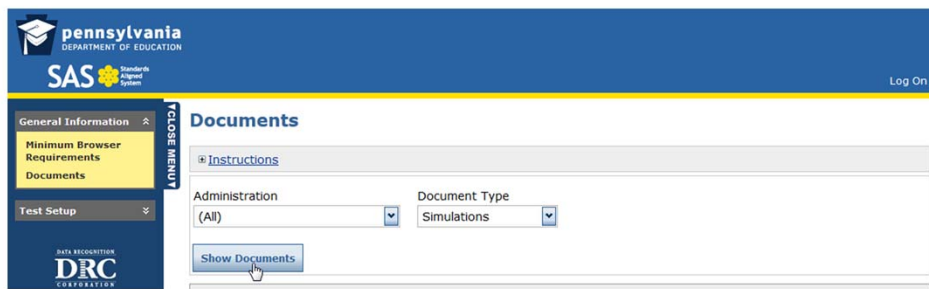 pennsylvania
DEPARTMENT OF EDUCATION
SAS Standards
Aligned
System
Log On
General Information
Minimum Browser
Requirements
Documents
Test Setup
DATA RECOGNITION
DRC
CORPORATION
▼CLOSE MENU▼
Documents
Instructions
Administration
Document Type
(All)
Simulations
Show Documents